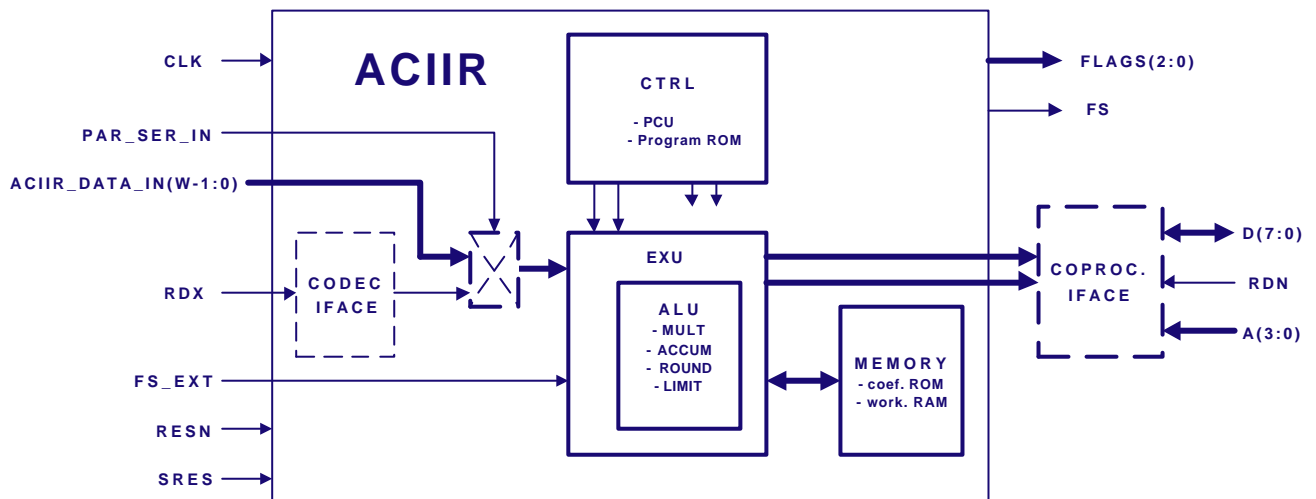 ACIIR
CLK
PAR_SER_IN
ACIIR_DATA_IN(W-1:0)
RDX
FS_EXT
RESN
SRES
CODEC
IFACE
CTRL
- PCU
- Program ROM
EXU
ALU
- MULT
- ACCUM
- ROUND
- LIMIT
MEMORY
- coef. ROM
- work. RAM
FLAGS(2:0)
FS
COPROC.
IFACE
D(7:0)
RDN
A(3:0)